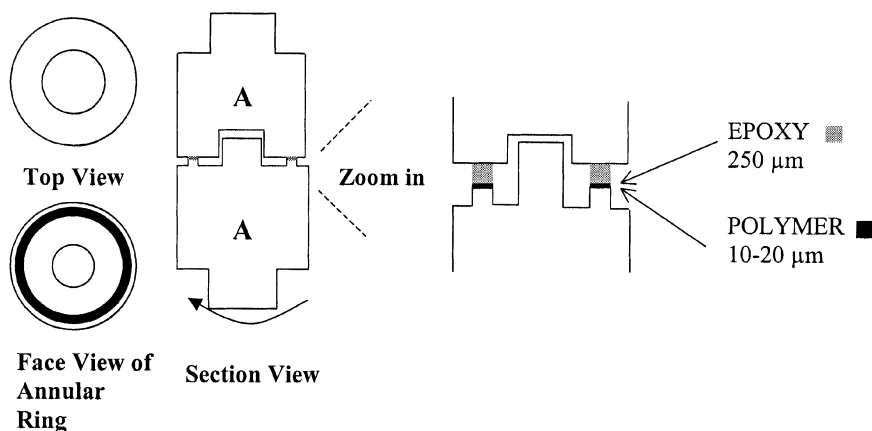 Top View
A
A
Zoom in
EPOXY
250 µm
POLYMER
10-20 µm
Face View of
Annular
Ring
Section View